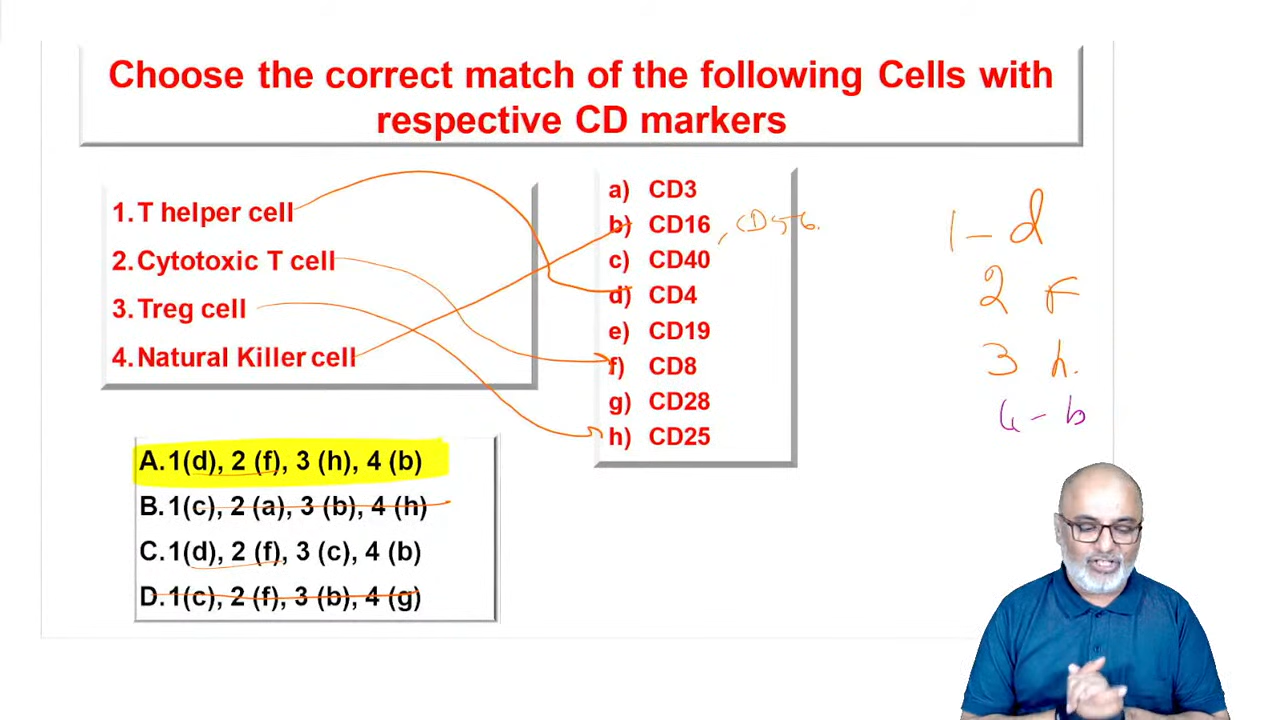 Choose the correct match of the following Cells with
respective CD markers
1. T helper cell
2. Cytotoxic T cell
3. Treg cell
4. Natural Killer cell
a) CD3
b) CD16 , CD56.
c) CD40
d) CD4
e) CD19
f) CD8
g) CD28
h) CD25
1 - d
2 F
3 h.
4 - b
A. 1(d), 2 (f), 3 (h), 4 (b)
B. 1(c), 2 (a), 3 (b), 4 (h)
C. 1(d), 2 (f), 3 (c), 4 (b)
D. 1(c), 2 (f), 3 (b), 4 (g)